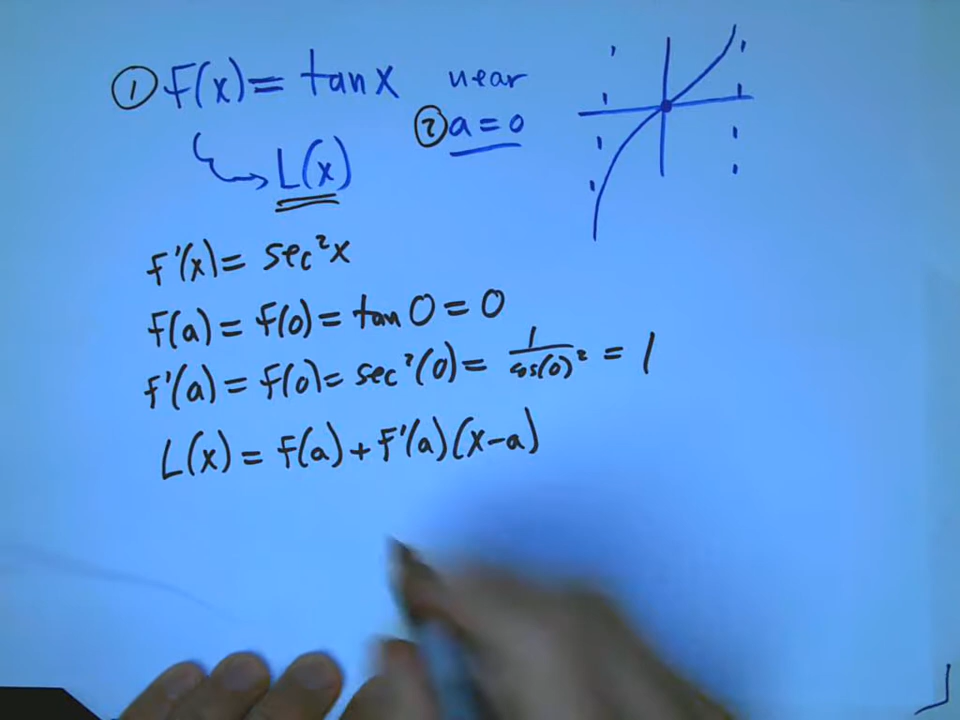 ① f(x) = tan x near
② a = 0
L(x)
f'(x) = sec²x
f(a) = f(0) = tan 0 = 0
f'(a) = f(0) = sec²(0) = 1/cos(0)² = 1
L(x) = f(a) + f'(a)(x-a)